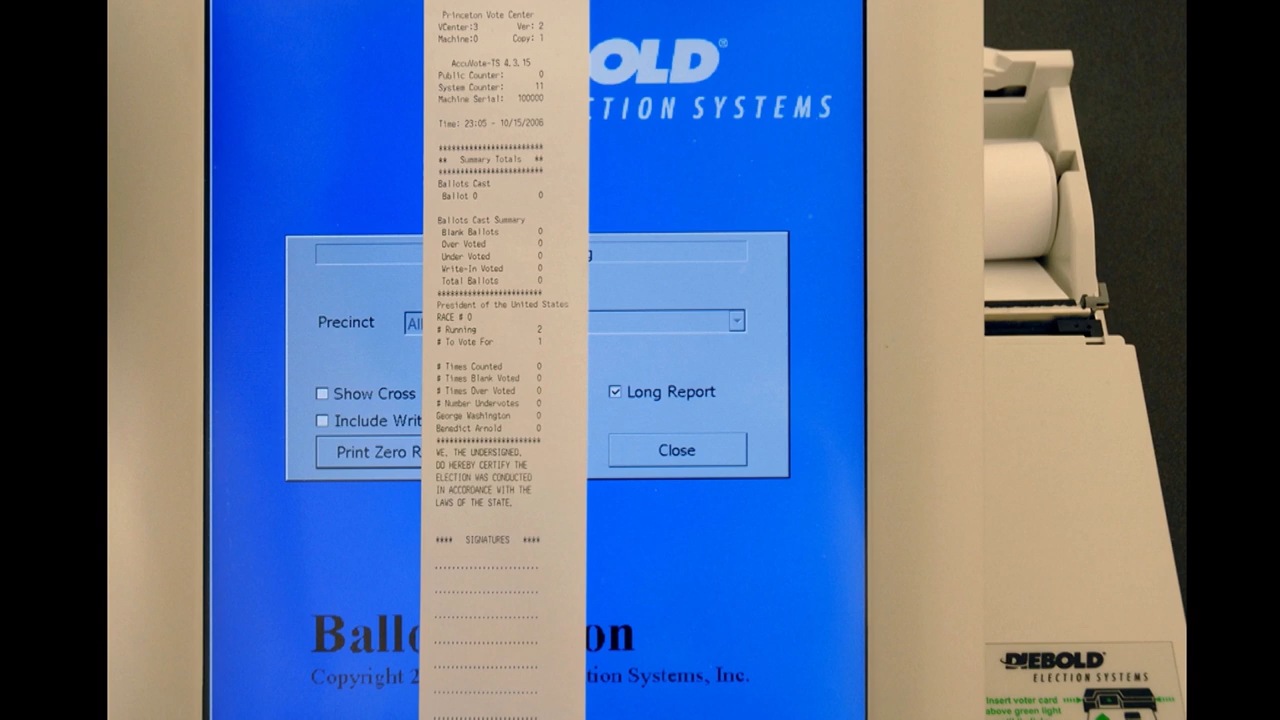 Princeton Vote Center
VCenter:3 Ver: 2
Machine:0 Copy: 1
AccuVote-TS 4.3.15
Public Counter: 0
System Counter: 11
Machine Serial: 100000
Time: 23:05 - 10/15/2006
************************
** Summary Totals **
************************
Ballots Cast
Ballot 0 0
Ballots Cast Summary
Blank Ballots 0
Over Voted 0
Under Voted 0
Write-In Voted 0
Total Ballots 0
************************
President of the United States
RACE # 0
# Running 2
# To Vote For 1
# Times Counted 0
# Times Blank Voted 0
# Times Over Voted 0
# Number Undervotes 0
George Washington 0
Benedict Arnold 0
************************
WE, THE UNDERSIGNED,
DO HEREBY CERTIFY THE
ELECTION WAS CONDUCTED
IN ACCORDANCE WITH THE
LAWS OF THE STATE.
**** SIGNATURES ****
OLD®
CTION SYSTEMS
g
Precinct All
Show Cross
Long Report
Include Writ
Print Zero R
Close
Ballo on
Copyright 2 tion Systems, Inc.
DIEBOLD®
ELECTION SYSTEMS
Insert voter card
above green light